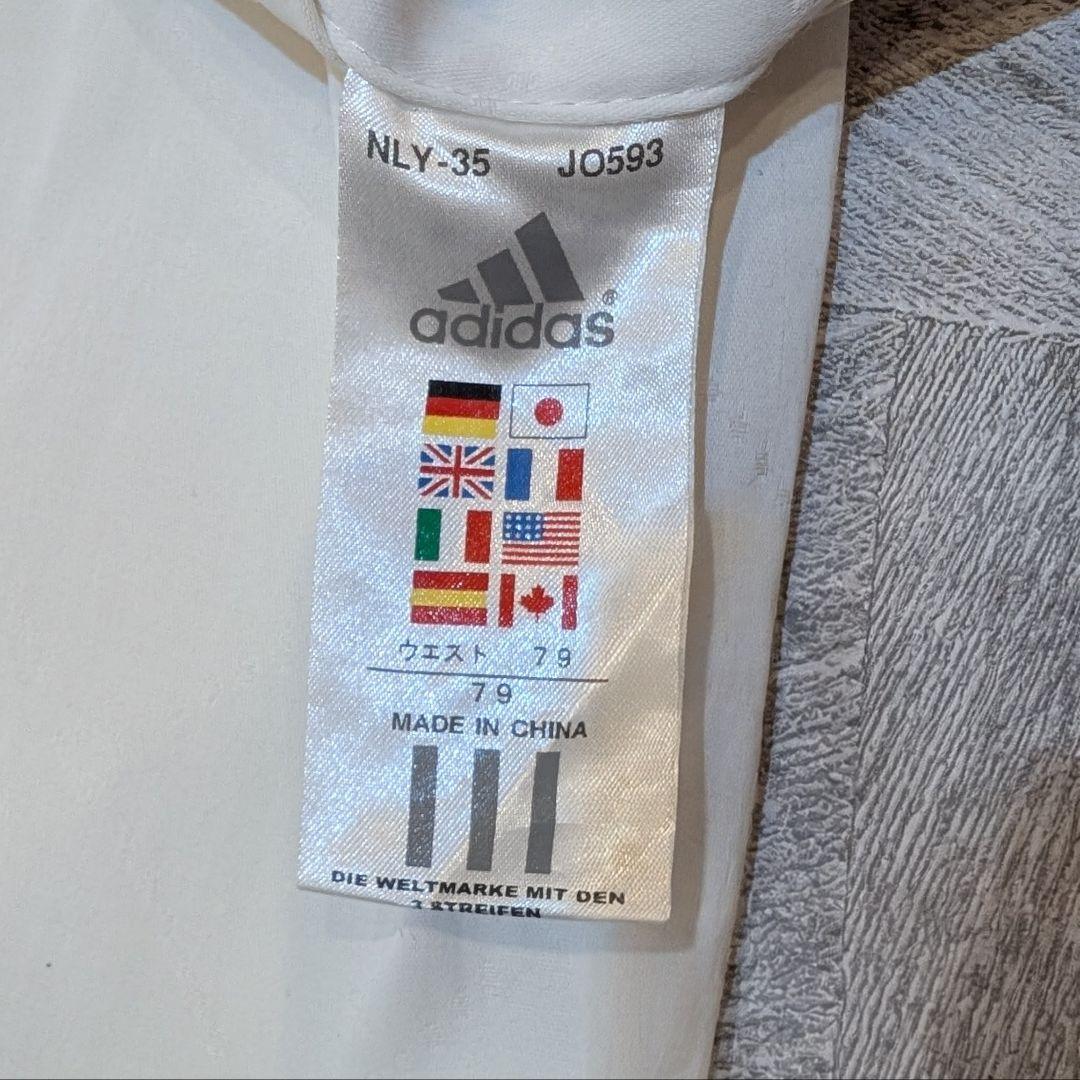 NLY-35 JO593
adidas®
ウエスト 79
79
MADE IN CHINA
DIE WELTMARKE MIT DEN
3 STREIFEN